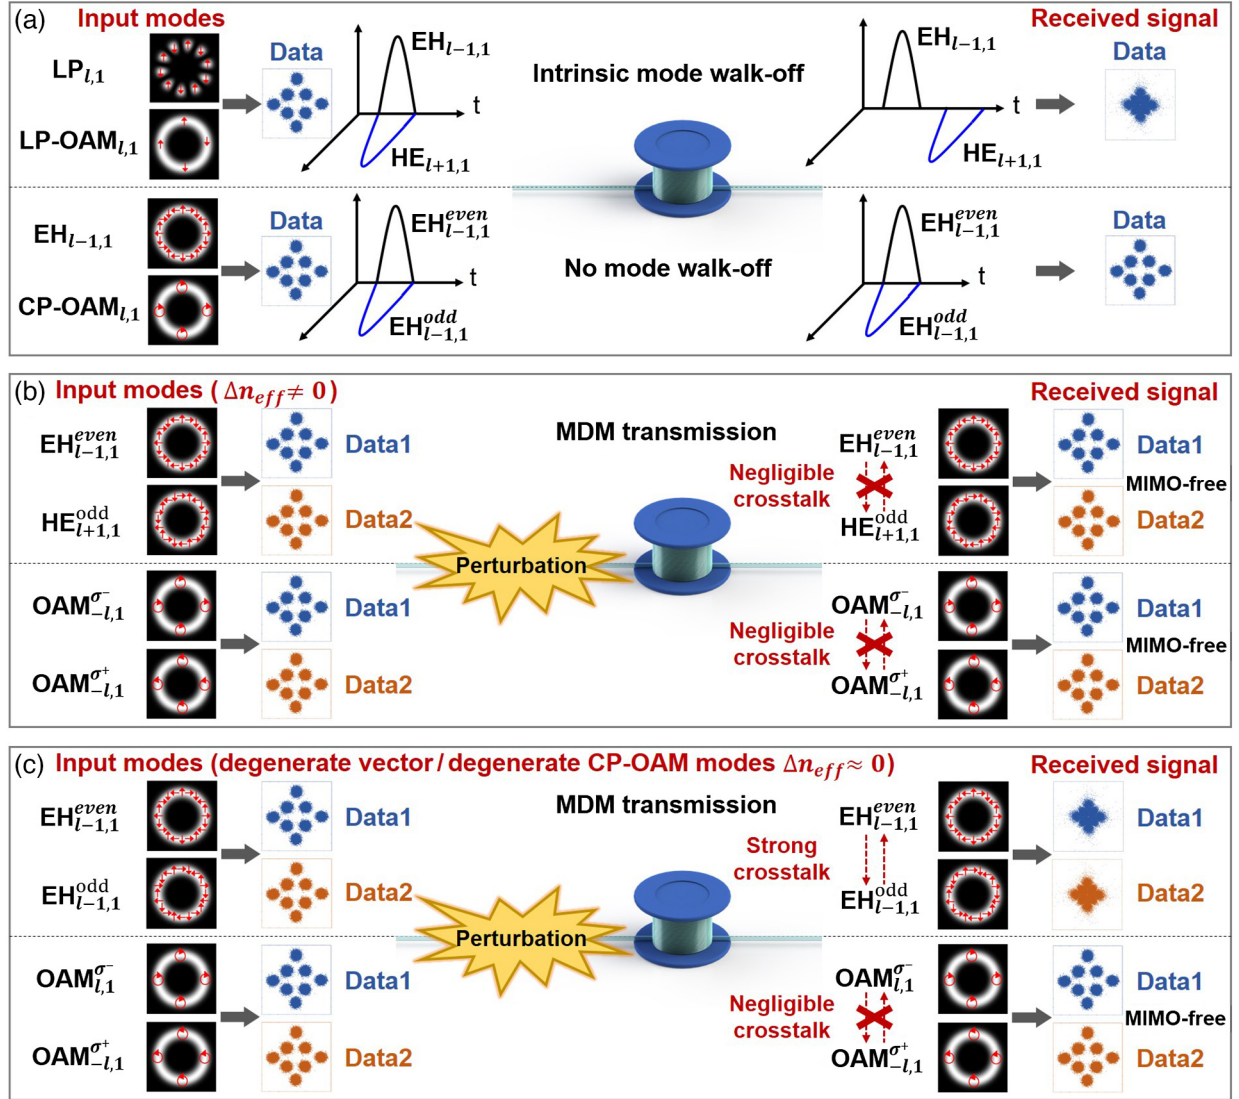 (a) Input modes Received signal
LP_{l,1} Data EH_{l−1,1} Intrinsic mode walk-off EH_{l−1,1} Data
t t
LP-OAM_{l,1} HE_{l+1,1} HE_{l+1,1}
EH_{l−1,1} Data EH^{even}_{l−1,1} EH^{even}_{l−1,1} Data
t No mode walk-off t
CP-OAM_{l,1} EH^{odd}_{l−1,1} EH^{odd}_{l−1,1}
(b) Input modes (Δn_{eff}≠ 0) Received signal
EH^{even}_{l−1,1} Data1 MDM transmission EH^{even}_{l−1,1} Data1
Negligible crosstalk MIMO-free
HE^{odd}_{l+1,1} Data2 HE^{odd}_{l+1,1} Data2
Perturbation
OAM^{σ−}_{−l,1} Data1 OAM^{σ−}_{−l,1} Data1
Negligible crosstalk MIMO-free
OAM^{σ+}_{−l,1} Data2 OAM^{σ+}_{−l,1} Data2
(c) Input modes (degenerate vector/degenerate CP-OAM modes Δn_{eff}≈ 0) Received signal
EH^{even}_{l−1,1} Data1 MDM transmission EH^{even}_{l−1,1} Data1
Strong crosstalk
EH^{odd}_{l−1,1} Data2 EH^{odd}_{l−1,1} Data2
Perturbation
OAM^{σ−}_{l,1} Data1 OAM^{σ−}_{l,1} Data1
Negligible crosstalk MIMO-free
OAM^{σ+}_{−l,1} Data2 OAM^{σ+}_{−l,1} Data2